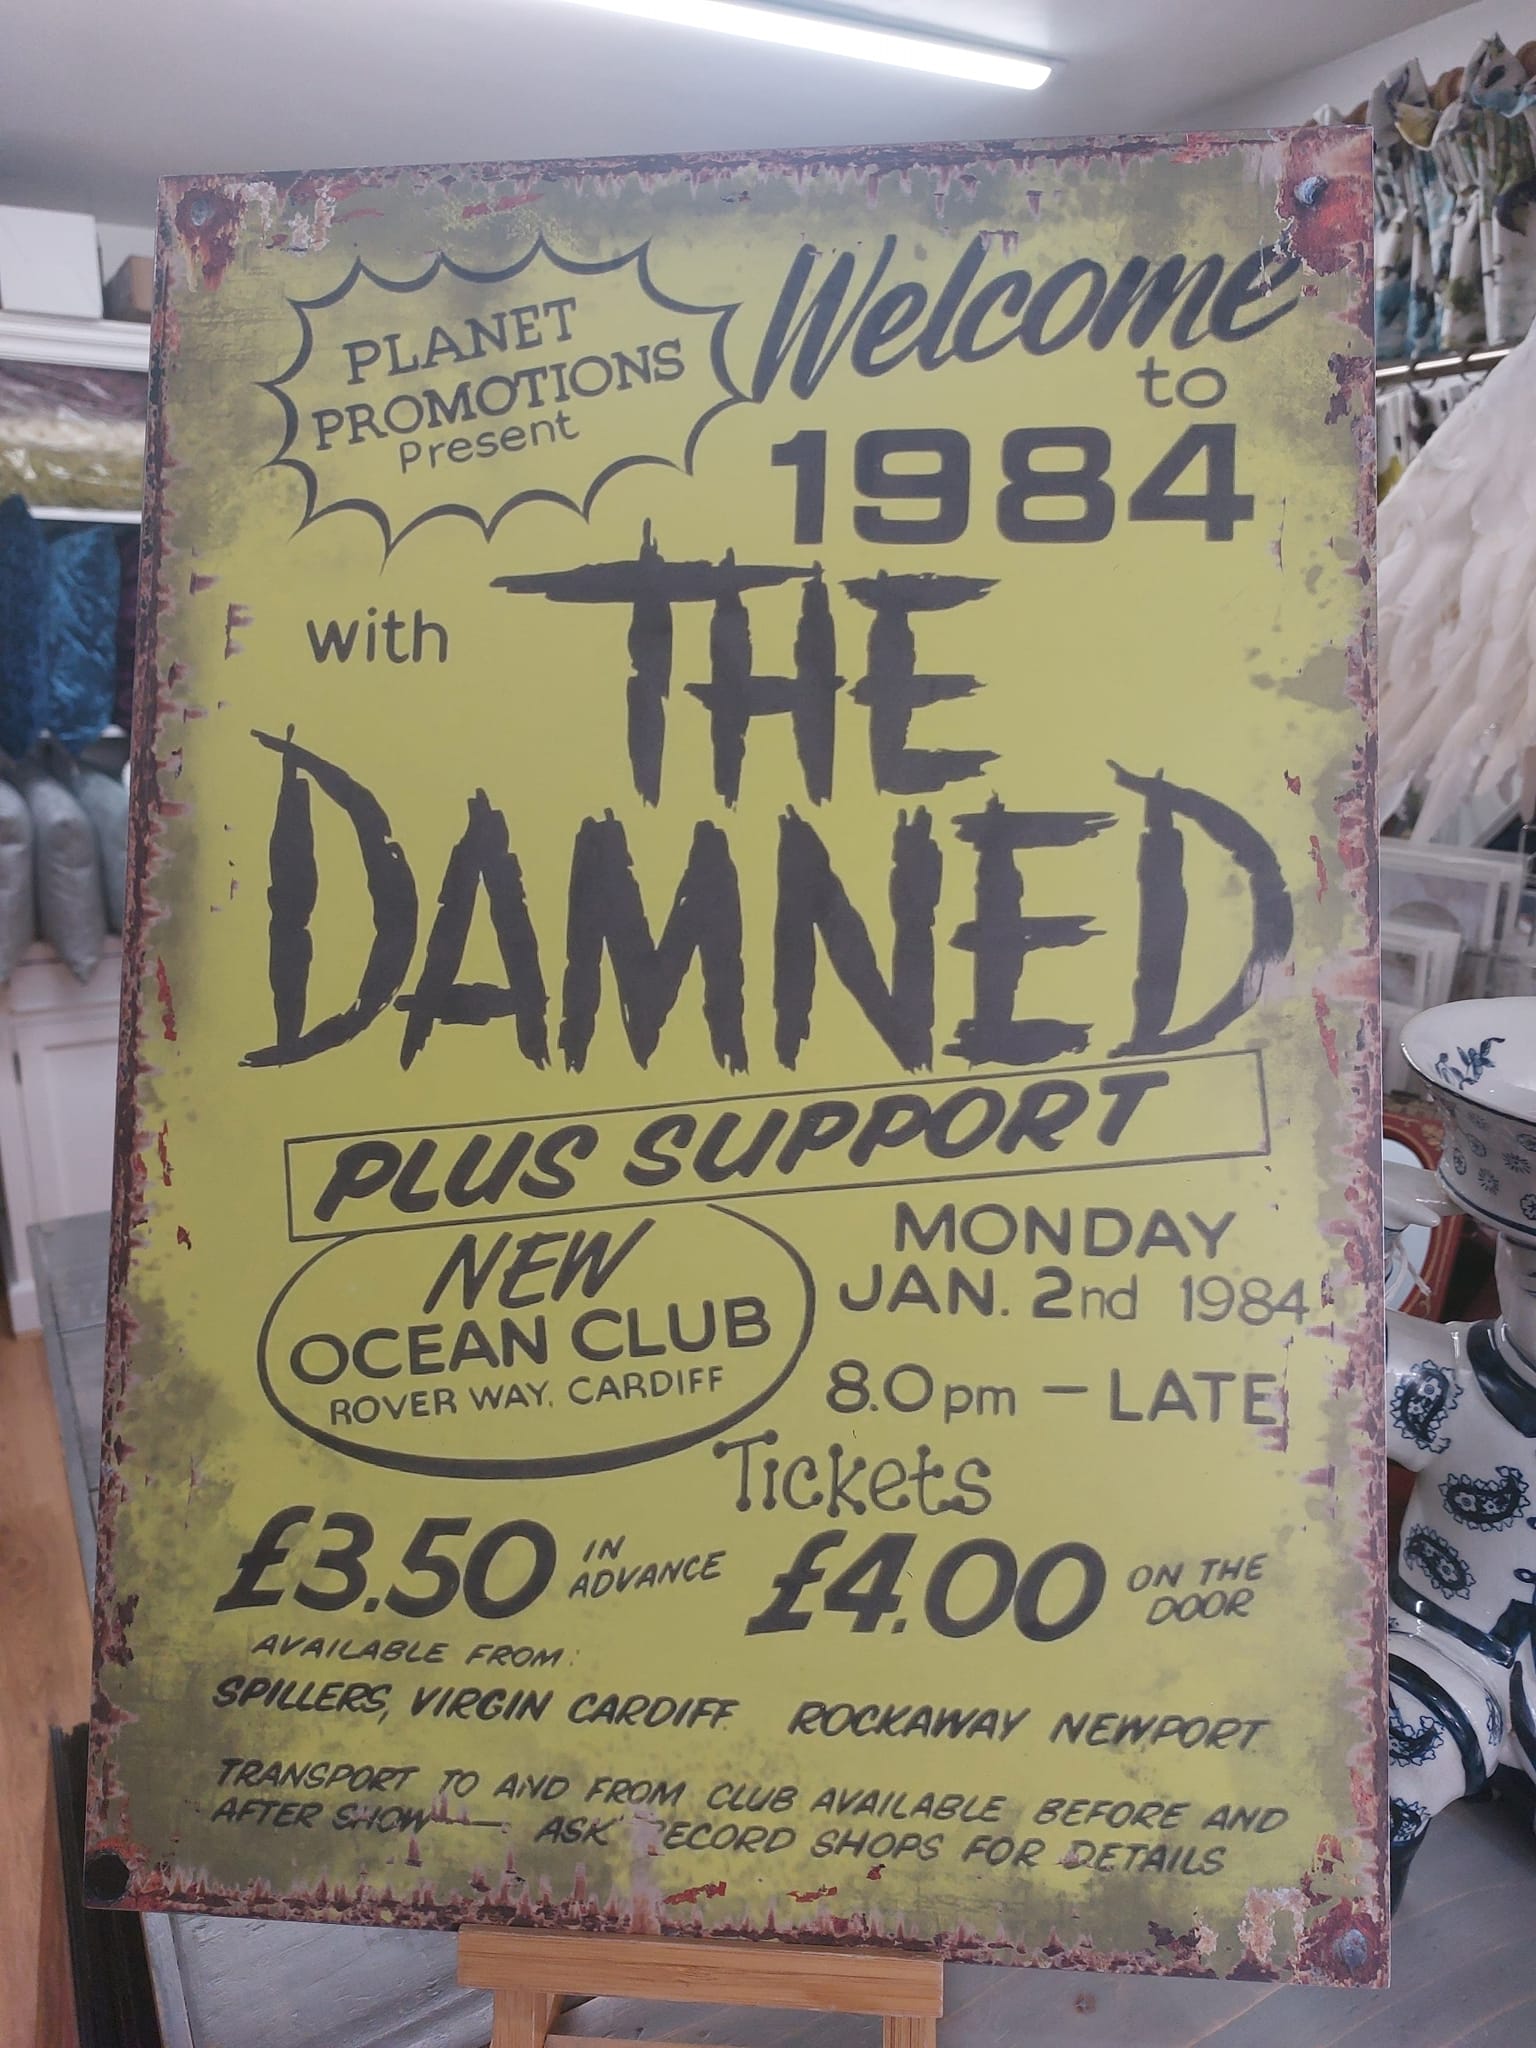 PLANET
PROMOTIONS
Present
Welcome
to
1984
with
THE
DAMNED
PLUS SUPPORT
NEW
OCEAN CLUB
ROVER WAY, CARDIFF
MONDAY
JAN. 2nd 1984
8.0pm – LATE
Tickets
£3.50 IN ADVANCE
£4.00 ON THE DOOR
AVAILABLE FROM:
SPILLERS, VIRGIN CARDIFF. ROCKAWAY NEWPORT.
TRANSPORT TO AND FROM CLUB AVAILABLE BEFORE AND
AFTER SHOW — ASK RECORD SHOPS FOR DETAILS